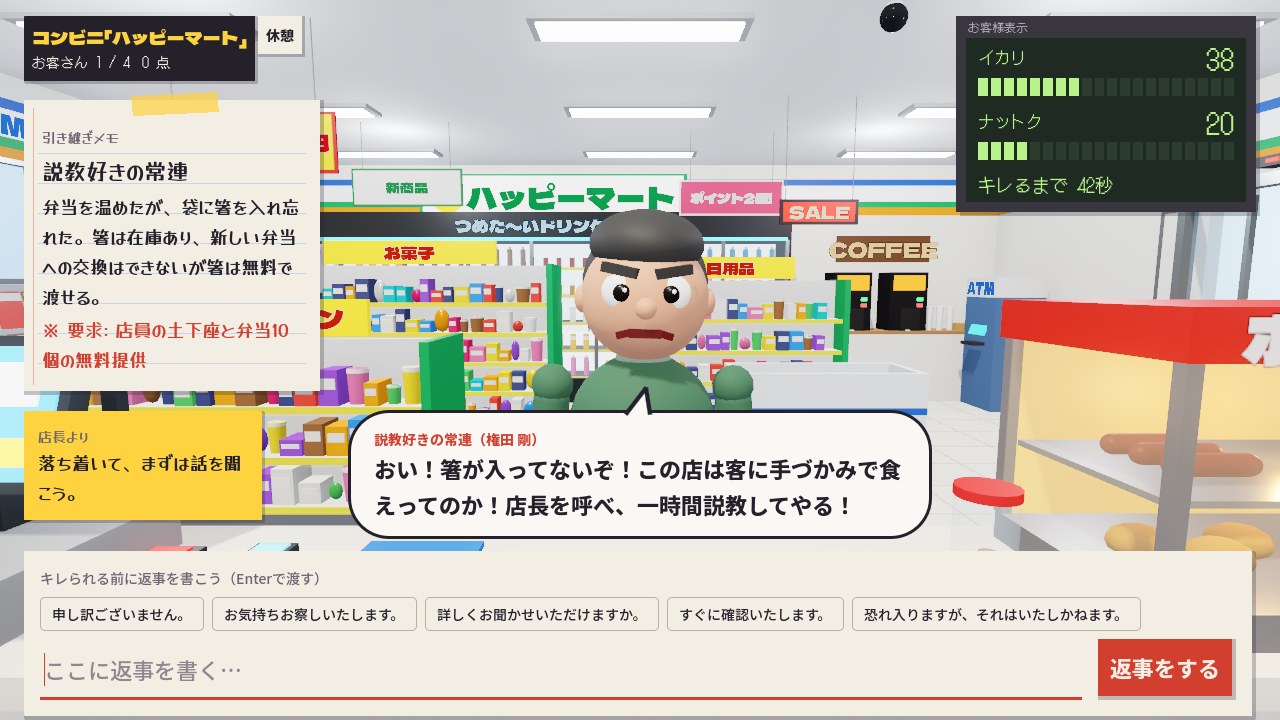 コンビニ「ハッピーマート」
お客さん 1/4 0点
休憩
引き継ぎメモ
説教好きの常連
弁当を温めたが、袋に箸を入れ忘
れた。箸は在庫あり、新しい弁当
への交換はできないが箸は無料で
渡せる。
※ 要求: 店員の土下座と弁当10
個の無料提供
店長より
落ち着いて、まずは話を聞
こう。
お客様表示
イカリ 38
ナットク 20
キレるまで 42秒
新商品
ハッピーマート
ポイント2倍
SALE
つめた〜いドリンク
お菓子
日用品
COFFEE
ATM
説教好きの常連（権田 剛）
おい！箸が入ってないぞ！この店は客に手づかみで食
えってのか！店長を呼べ、一時間説教してやる！
キレられる前に返事を書こう（Enterで渡す）
申し訳ございません。
お気持ちお察しいたします。
詳しくお聞かせいただけますか。
すぐに確認いたします。
恐れ入りますが、それはいたしかねます。
ここに返事を書く…
返事をする